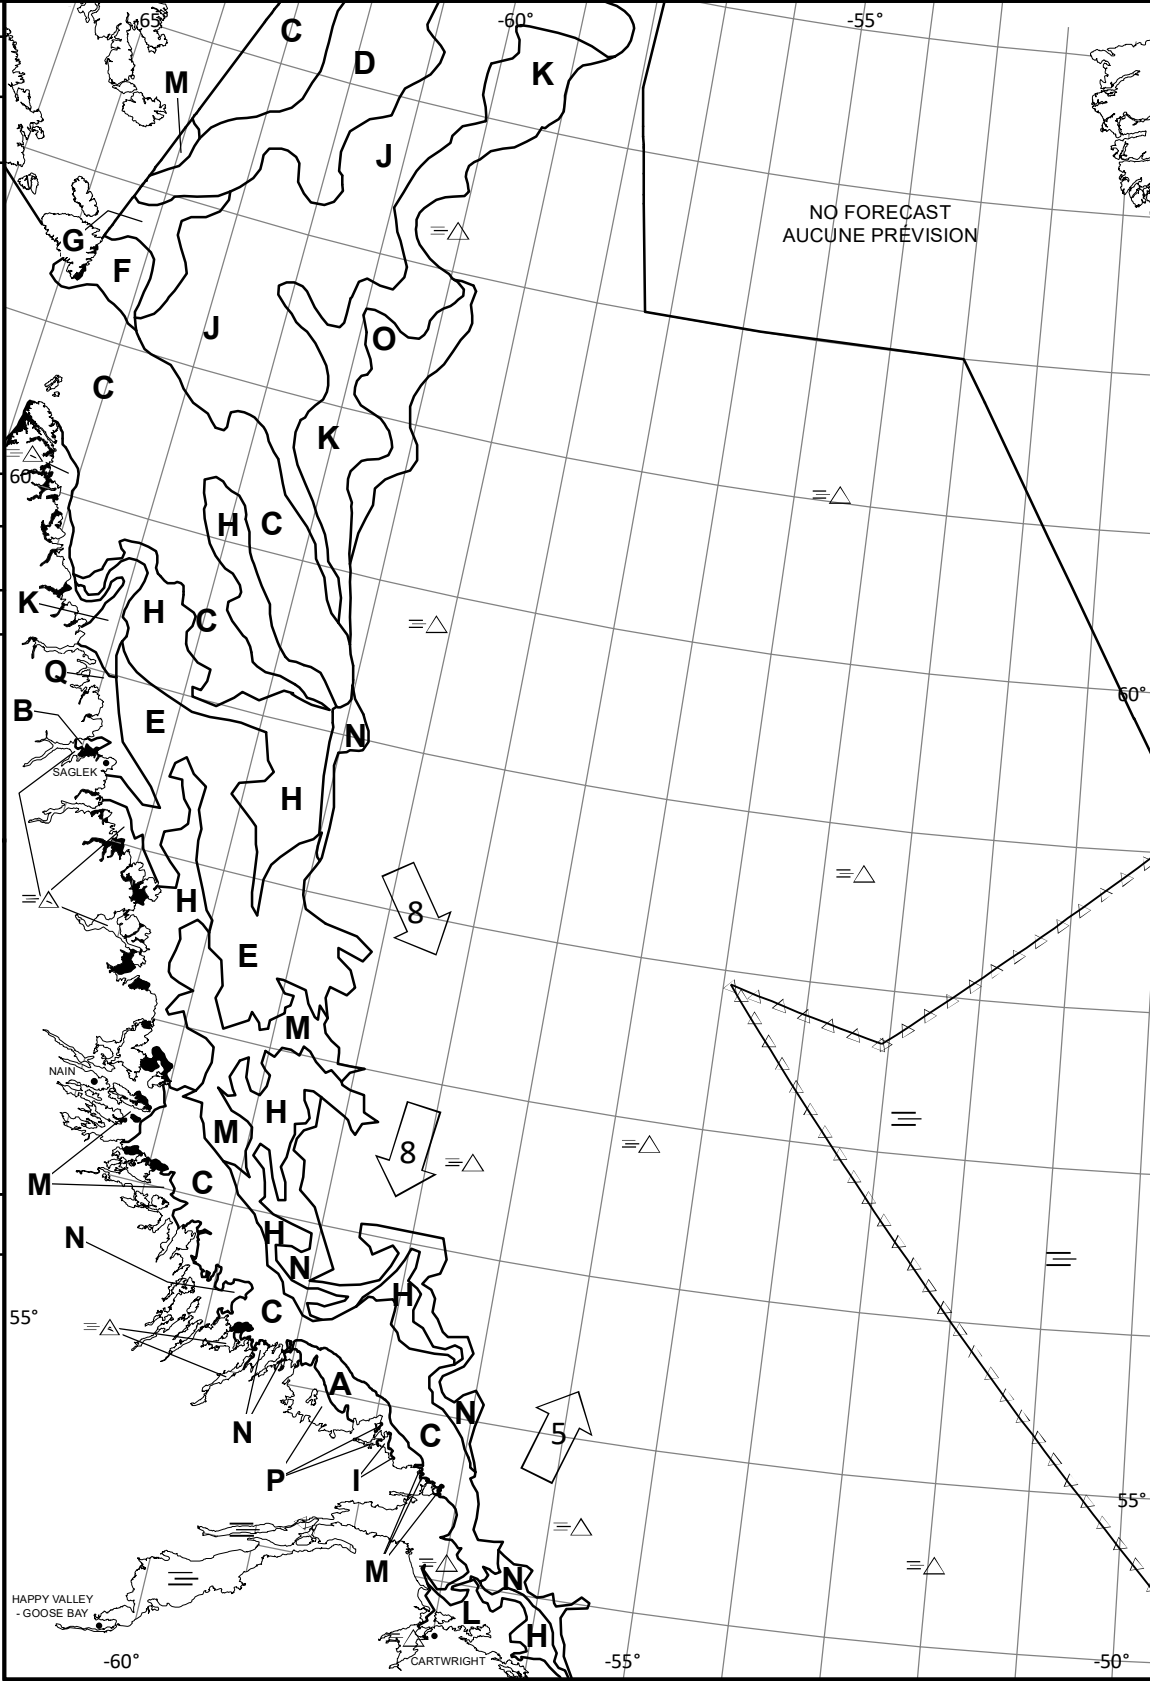 65°
-60°
-55°
C
D
K
M
J
NO FORECAST
AUCUNE PRÉVISION
G
F
J
O
C
K
60°
H
C
K
H
C
Q
60°
B
E
N
SAGLEK
H
8
H
E
M
NAIN
H
M
8
C
M
N
H
N
H
C
55°
A
N
C
N
5
P
I
55°
M
N
HAPPY VALLEY
- GOOSE BAY
L
H
CARTWRIGHT
-60°
-55°
-50°